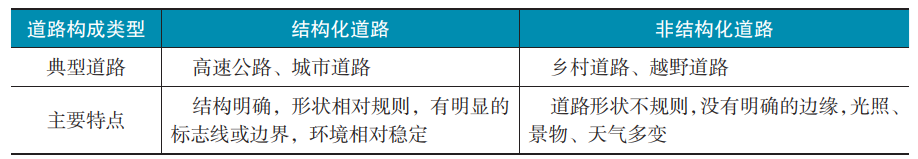 道路构成类型 结构化道路 非结构化道路
典型道路 高速公路、城市道路 乡村道路、越野道路
主要特点 结构明确，形状相对规则，有明显的标志线或边界，环境相对稳定 道路形状不规则，没有明确的边缘，光照、景物、天气多变